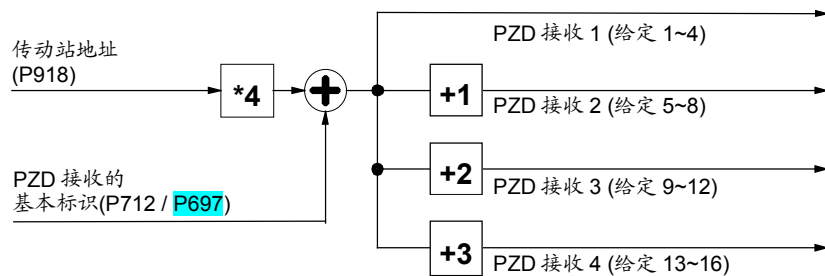 传动站地址
(P918)
*4
+
PZD 接收的
基本标识(P712 / P697)
PZD 接收 1 (给定 1~4)
+1
PZD 接收 2 (给定 5~8)
+2
PZD 接收 3 (给定 9~12)
+3
PZD 接收 4 (给定 13~16)